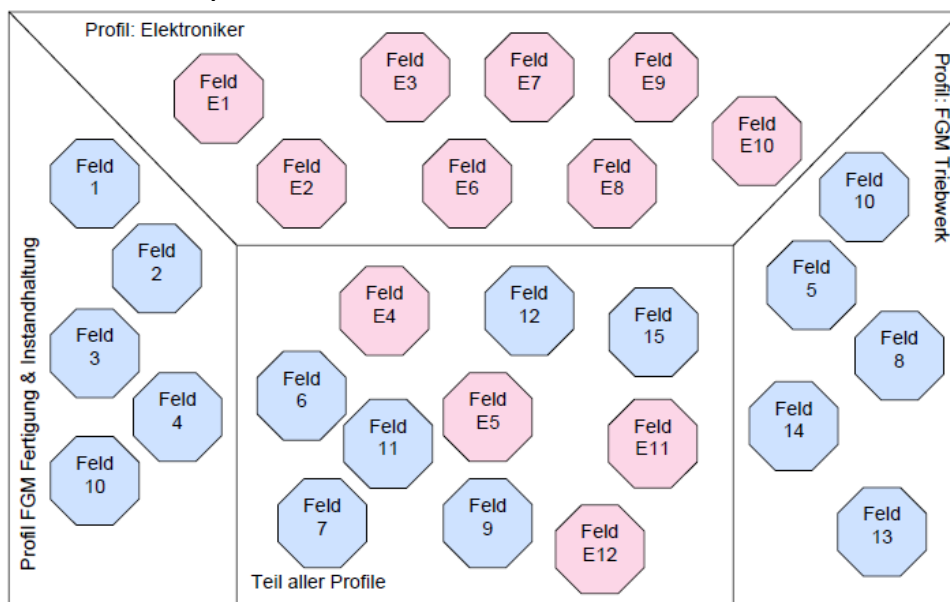 Profil: Elektroniker
Feld
E1
Feld
E3
Feld
E7
Feld
E9
Feld
E10
Feld
E2
Feld
E6
Feld
E8
Profil FGM Fertigung & Instandhaltung
Feld
1
Feld
2
Feld
3
Feld
4
Feld
10
Feld
E4
Feld
12
Feld
15
Feld
6
Feld
11
Feld
E5
Feld
E11
Feld
7
Feld
9
Feld
E12
Teil aller Profile
Profil: FGM Triebwerk
Feld
10
Feld
5
Feld
8
Feld
14
Feld
13